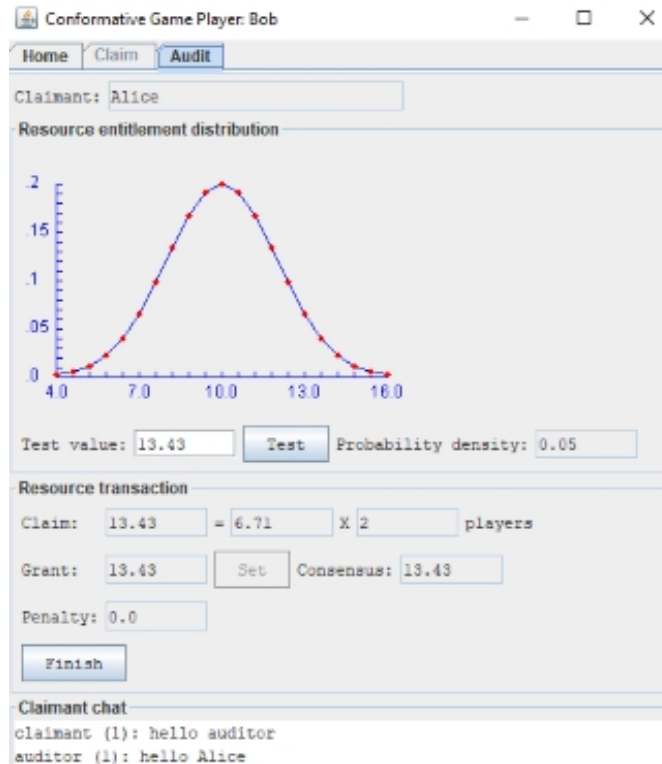 Conformative Game Player: Bob
Home Claim Audit
Claimant: Alice
Resource entitlement distribution
.2
.15
.1
.05
.0
4.0 7.0 10.0 13.0 16.0
Test value: 13.43 Test Probability density: 0.05
Resource transaction
Claim: 13.43 = 6.71 X 2 players
Grant: 13.43 Set Consensus: 13.43
Penalty: 0.0
Finish
Claimant chat
claimant (1): hello auditor
auditor (1): hello Alice